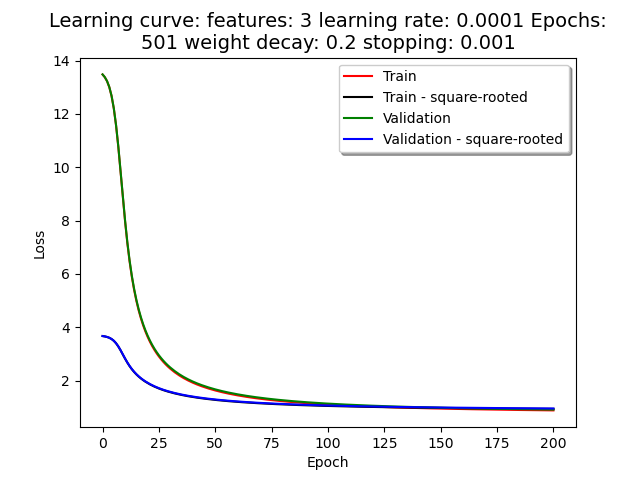 Learning curve: features: 3 learning rate: 0.0001 Epochs:
501 weight decay: 0.2 stopping: 0.001
14
12
10
8
6
4
2
Loss
Train
Train - square-rooted
Validation
Validation - square-rooted
0 25 50 75 100 125 150 175 200
Epoch